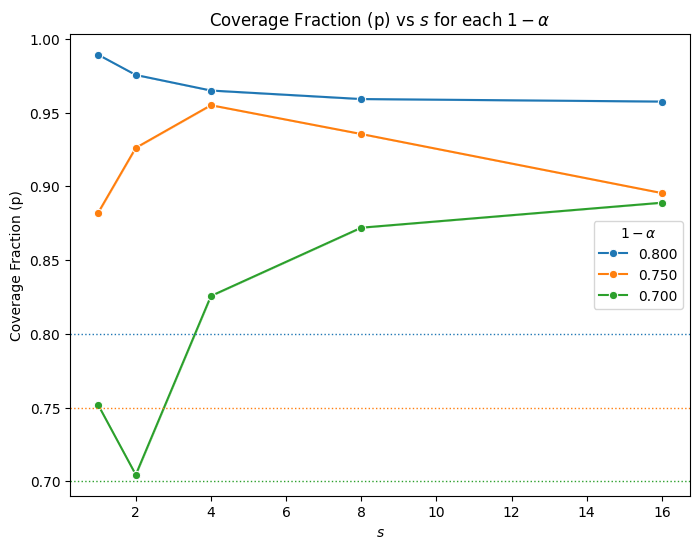 Coverage Fraction (p) vs s for each 1 − α
1.00
0.95
0.90
0.85
0.80
0.75
0.70
Coverage Fraction (p)
1 − α
0.800
0.750
0.700
2 4 6 8 10 12 14 16
s